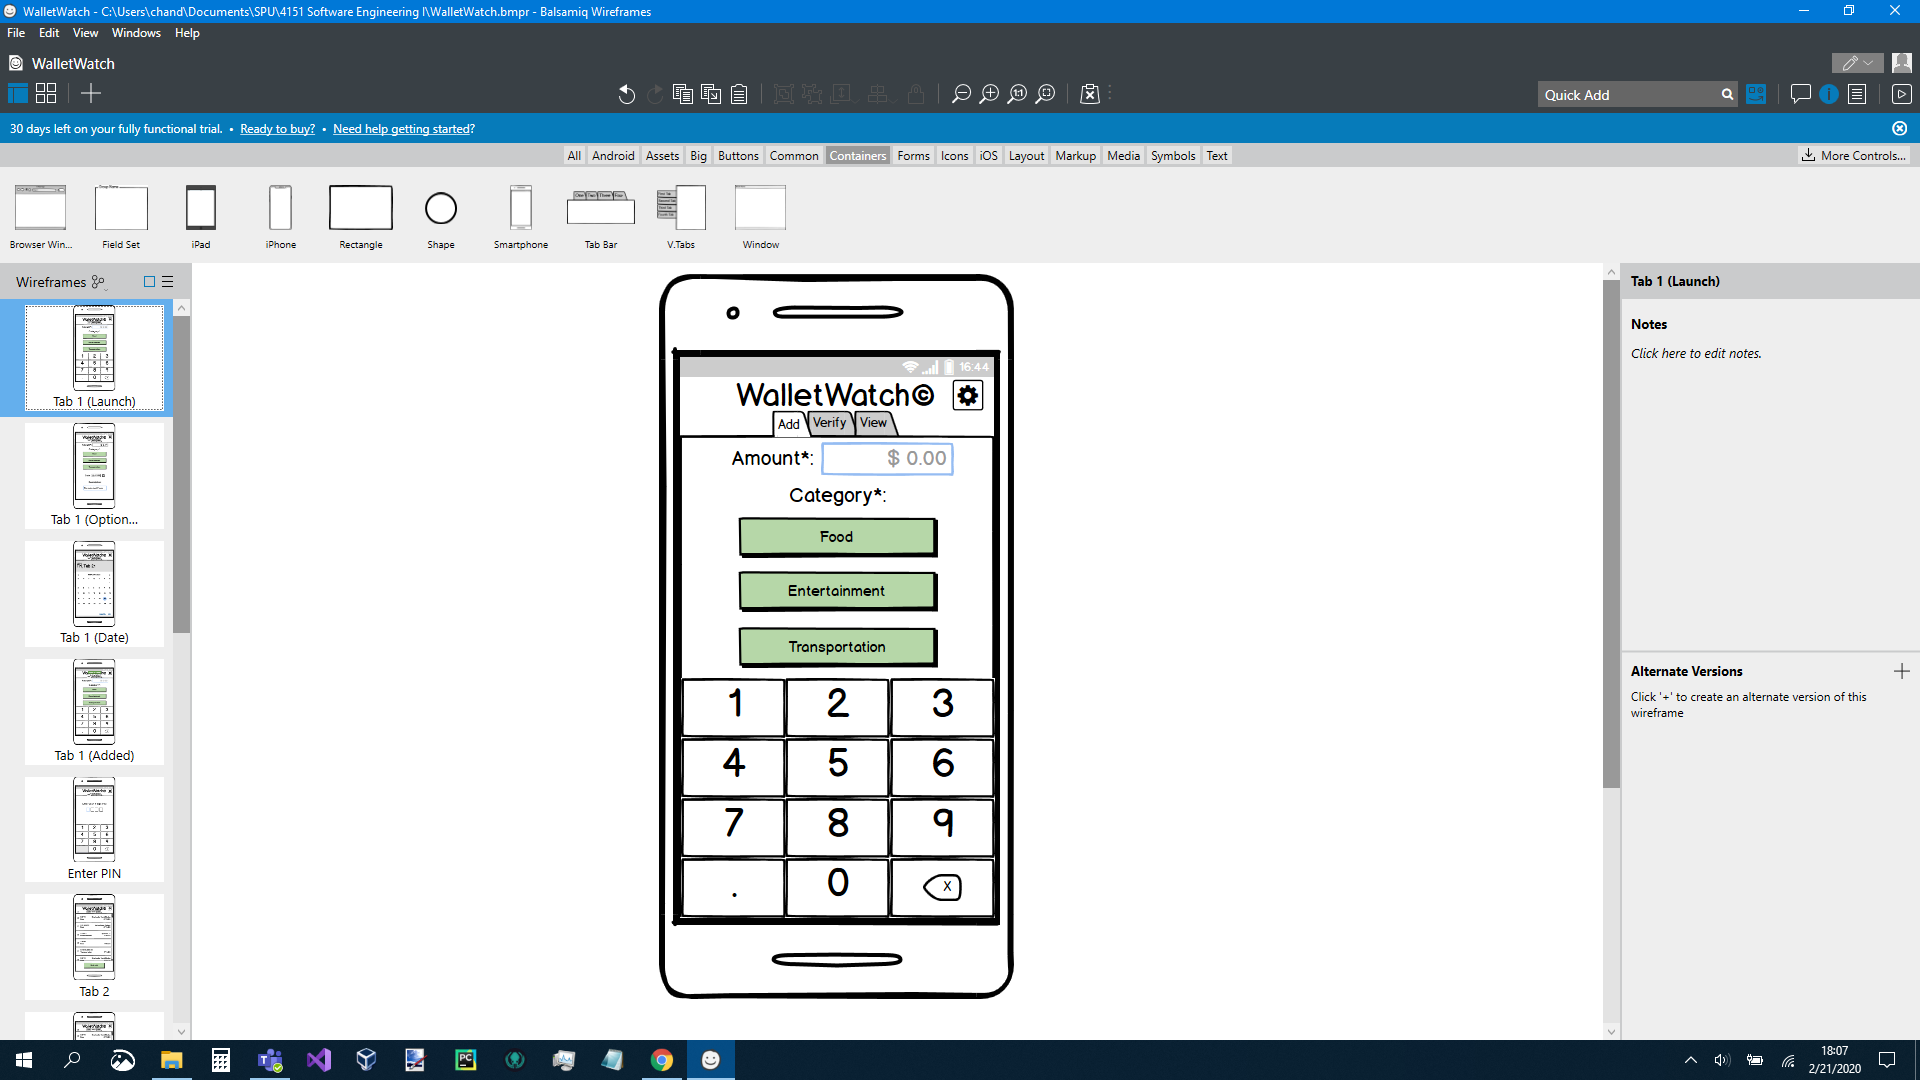 WalletWatch - C:\Users\chand\Documents\SPU\4151 Software Engineering I\WalletWatch.bmpr - Balsamiq Wireframes
File Edit View Windows Help
WalletWatch
Quick Add
30 days left on your fully functional trial. • Ready to buy? • Need help getting started?
All Android Assets Big Buttons Common Containers Forms Icons iOS Layout Markup Media Symbols Text
More Controls...
Browser Win... Field Set iPad iPhone Rectangle Shape Smartphone Tab Bar V.Tabs Window
Wireframes
Tab 1 (Launch)
Tab 1 (Option...
Tab 1 (Date)
Tab 1 (Added)
Enter PIN
Tab 2
16:44
WalletWatch©
Add Verify View
Amount*: $ 0.00
Category*:
Food
Entertainment
Transportation
1 2 3
4 5 6
7 8 9
. 0 X
Tab 1 (Launch)
Notes
Click here to edit notes.
Alternate Versions
Click '+' to create an alternate version of this
wireframe
18:07
2/21/2020